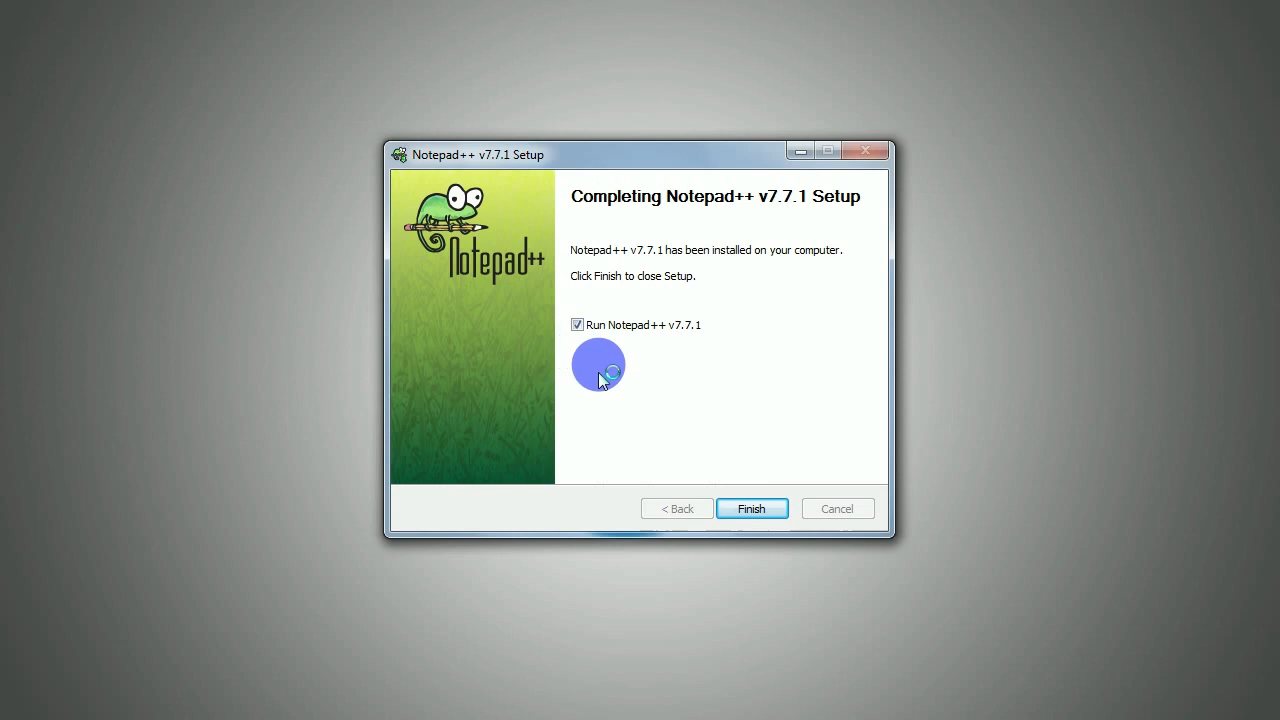 Notepad++ v7.7.1 Setup
Notepad++
Completing Notepad++ v7.7.1 Setup
Notepad++ v7.7.1 has been installed on your computer.
Click Finish to close Setup.
Run Notepad++ v7.7.1
< Back
Finish
Cancel